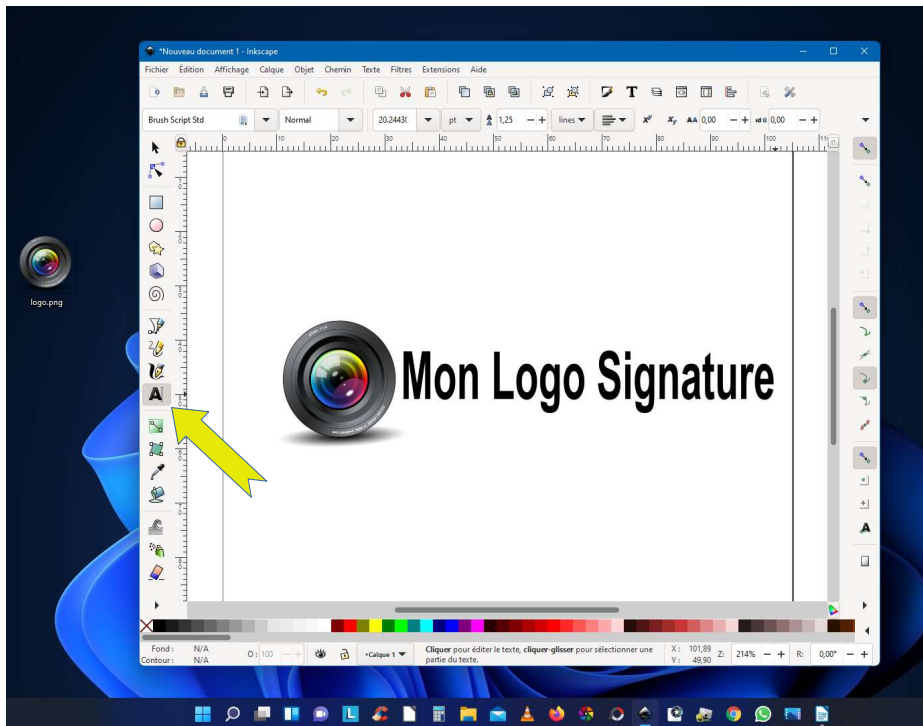 *Nouveau document 1 - Inkscape
Fichier Édition Affichage Calque Objet Chemin Texte Filtres Extensions Aide
Brush Script Std Normal 20.2443( pt 1,25 lines 0,00 0,00
logo.png
Mon Logo Signature
Fond : N/A
Contour : N/A
O : 100
•Calque 1
Cliquer pour éditer le texte, cliquer-glisser pour sélectionner une
partie du texte.
X : 101,89
Y : 49,90
Z: 214%
R: 0,00°